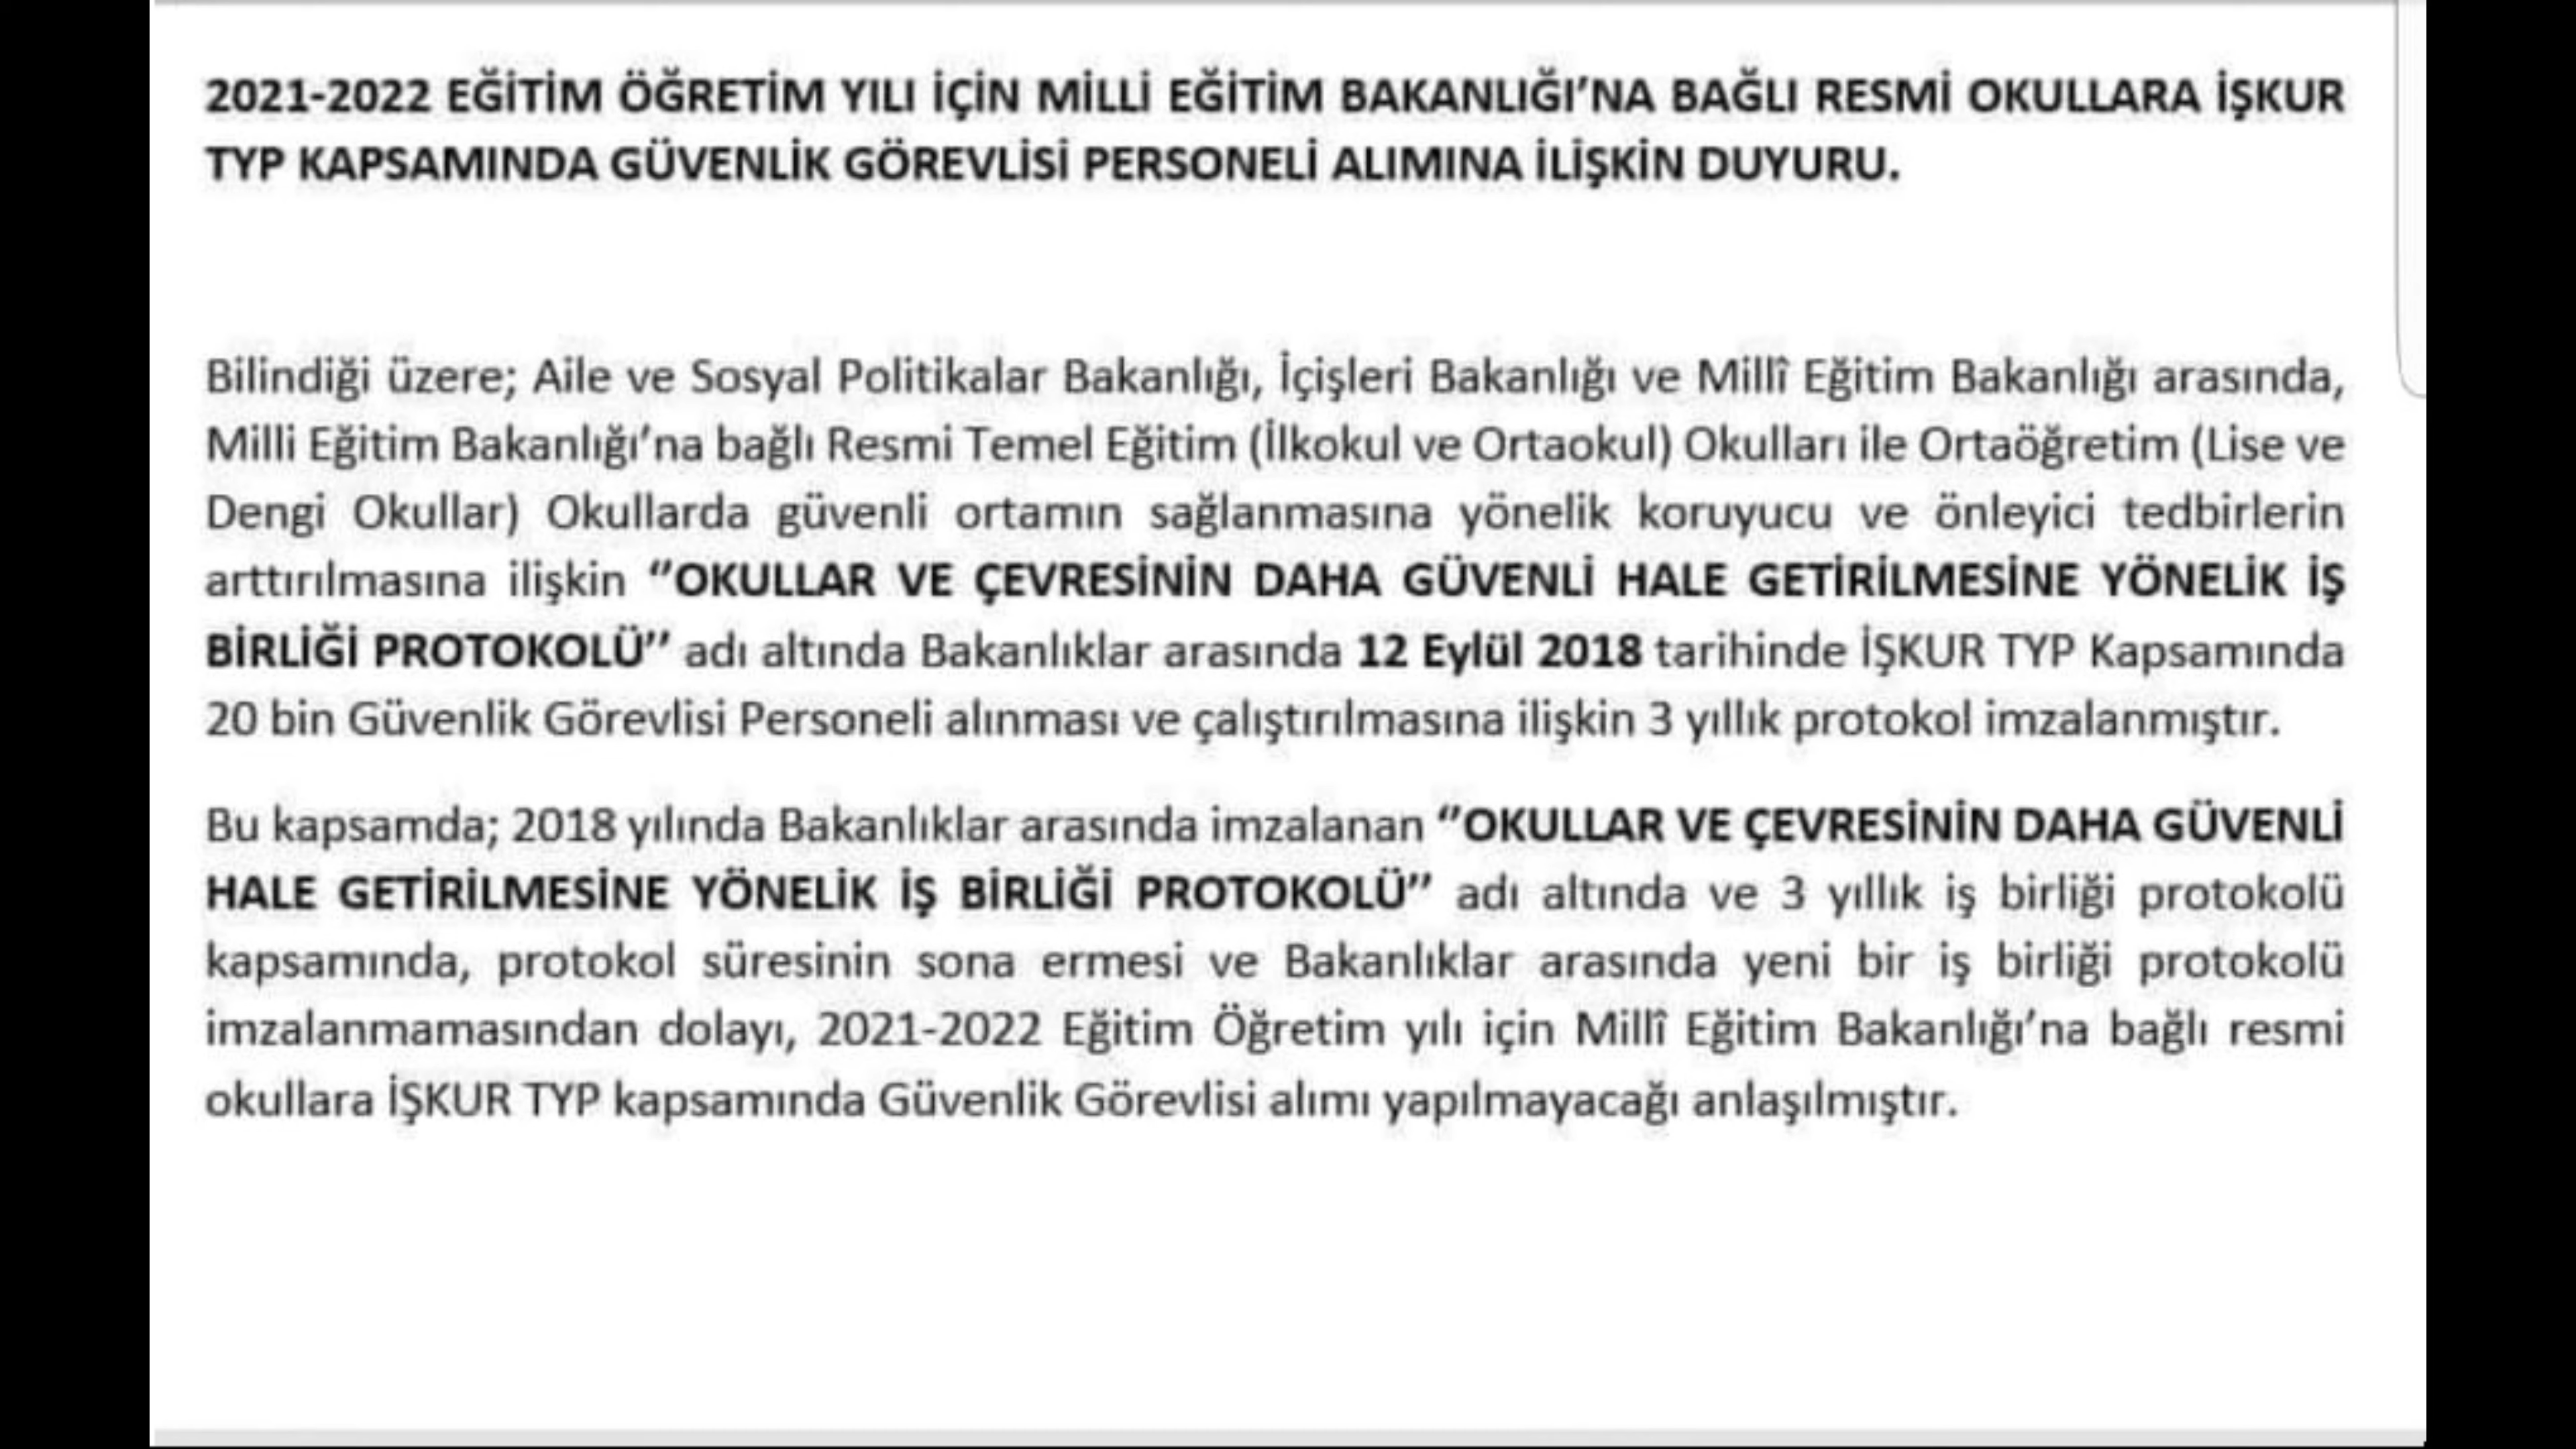 2021-2022 EĞİTİM ÖĞRETİM YILI İÇİN MİLLİ EĞİTİM BAKANLIĞI’NA BAĞLI RESMİ OKULLARA İŞKUR
TYP KAPSAMINDA GÜVENLİK GÖREVLİSİ PERSONELİ ALIMINA İLİŞKİN DUYURU.
Bilindiği üzere; Aile ve Sosyal Politikalar Bakanlığı, İçişleri Bakanlığı ve Millî Eğitim Bakanlığı arasında,
Milli Eğitim Bakanlığı’na bağlı Resmi Temel Eğitim (İlkokul ve Ortaokul) Okulları ile Ortaöğretim (Lise ve
Dengi Okullar) Okullarda güvenli ortamın sağlanmasına yönelik koruyucu ve önleyici tedbirlerin
arttırılmasına ilişkin “OKULLAR VE ÇEVRESİNİN DAHA GÜVENLİ HALE GETİRİLMESİNE YÖNELİK İŞ
BİRLİĞİ PROTOKOLÜ’’ adı altında Bakanlıklar arasında 12 Eylül 2018 tarihinde İŞKUR TYP Kapsamında
20 bin Güvenlik Görevlisi Personeli alınması ve çalıştırılmasına ilişkin 3 yıllık protokol imzalanmıştır.
Bu kapsamda; 2018 yılında Bakanlıklar arasında imzalanan ‘’OKULLAR VE ÇEVRESİNİN DAHA GÜVENLİ
HALE GETİRİLMESİNE YÖNELİK İŞ BİRLİĞİ PROTOKOLÜ’’ adı altında ve 3 yıllık iş birliği protokolü
kapsamında, protokol süresinin sona ermesi ve Bakanlıklar arasında yeni bir iş birliği protokolü
imzalanmamasından dolayı, 2021-2022 Eğitim Öğretim yılı için Millî Eğitim Bakanlığı’na bağlı resmi
okullara İŞKUR TYP kapsamında Güvenlik Görevlisi alımı yapılmayacağı anlaşılmıştır.